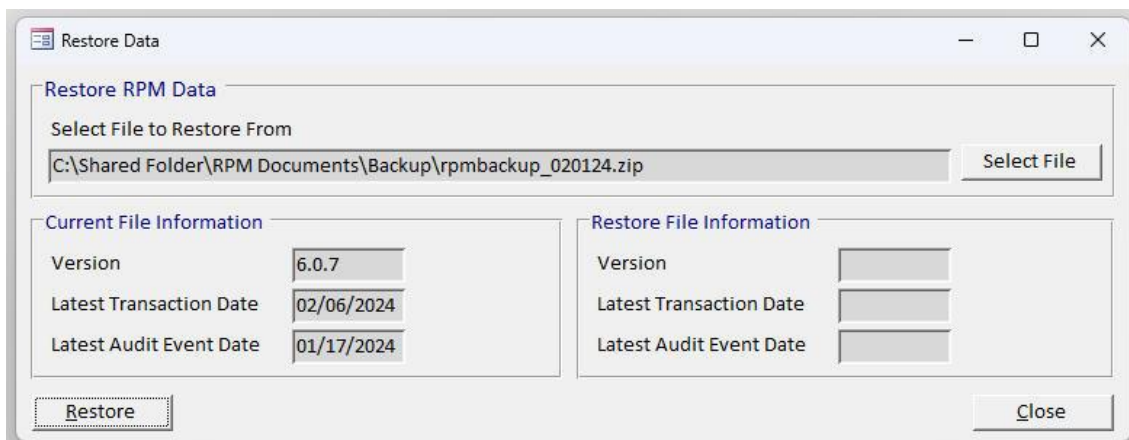 Restore Data
Restore RPM Data
Select File to Restore From
C:\Shared Folder\RPM Documents\Backup\rpmbackup_020124.zip
Select File
Current File Information
Version 6.0.7
Latest Transaction Date 02/06/2024
Latest Audit Event Date 01/17/2024
Restore File Information
Version
Latest Transaction Date
Latest Audit Event Date
Restore
Close